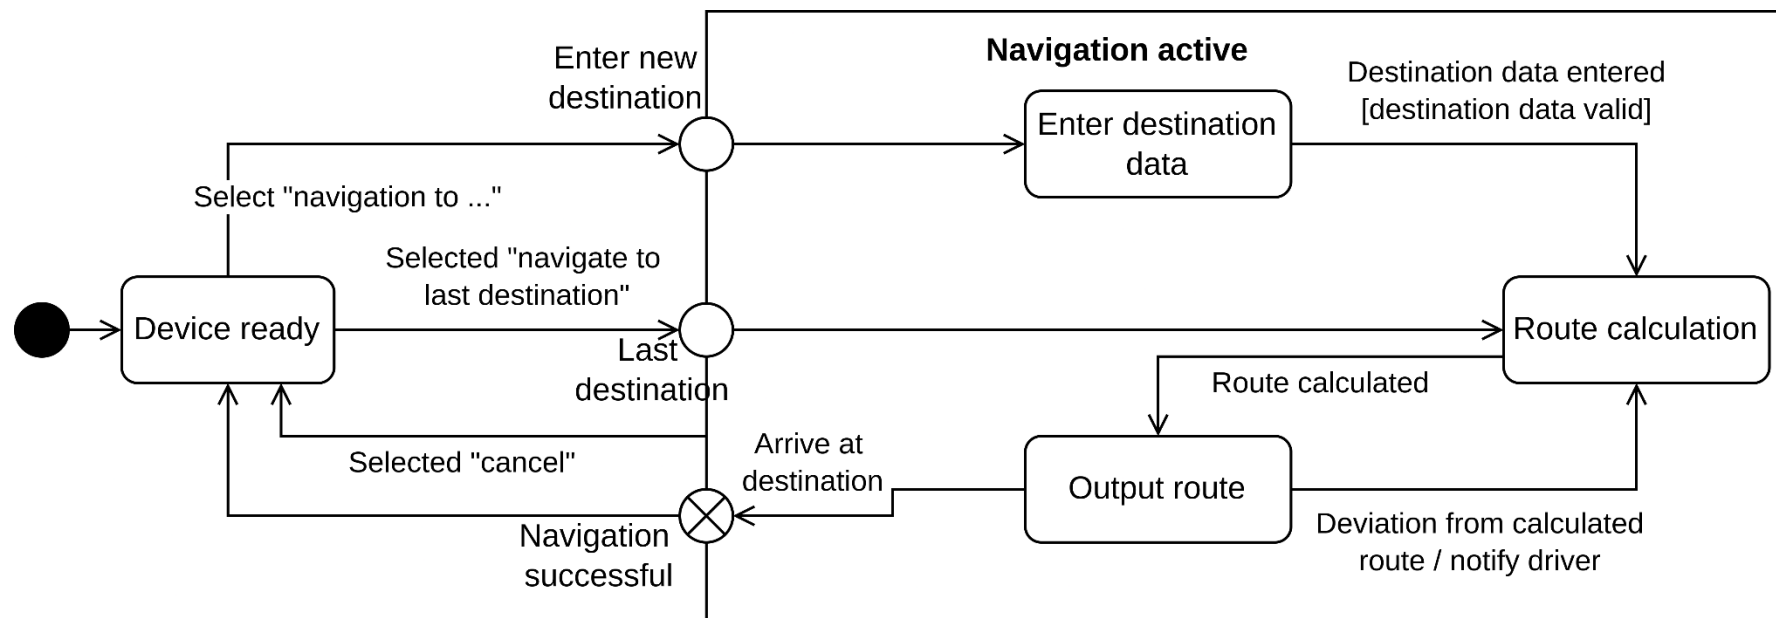 Enter new
destination
Navigation active
Destination data entered
[destination data valid]
Enter destination
data
Select "navigation to ..."
Selected "navigate to
last destination"
Device ready
Last
destination
Route calculation
Route calculated
Selected "cancel"
Arrive at
destination
Output route
Navigation
successful
Deviation from calculated
route / notify driver